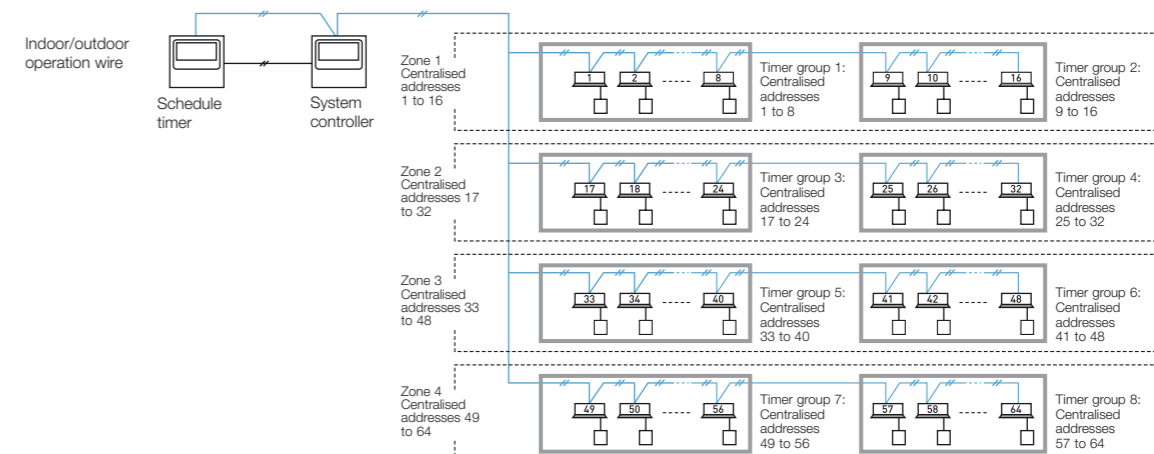 Indoor/outdoor
operation wire
Schedule
timer
System
controller
Zone 1
Centralised
addresses
1 to 16
1
2
8
Timer group 1:
Centralised
addresses
1 to 8
9
10
16
Timer group 2:
Centralised
addresses
9 to 16
Zone 2
Centralised
addresses 17
to 32
17
18
24
Timer group 3:
Centralised
addresses
17 to 24
25
26
32
Timer group 4:
Centralised
addresses
25 to 32
Zone 3
Centralised
addresses 33
to 48
33
34
40
Timer group 5:
Centralised
addresses
33 to 40
41
42
48
Timer group 6:
Centralised
addresses
41 to 48
Zone 4
Centralised
addresses 49
to 64
49
50
56
Timer group 7:
Centralised
addresses
49 to 56
57
58
64
Timer group 8:
Centralised
addresses
57 to 64